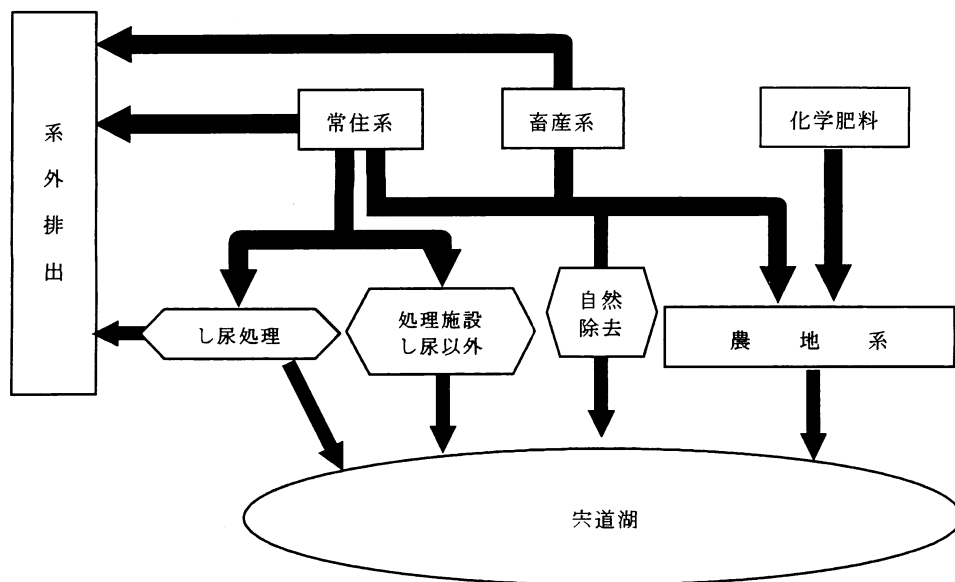 系外排出
常住系
畜産系
化学肥料
し尿処理
処理施設
し尿以外
自然
除去
農地系
宍道湖